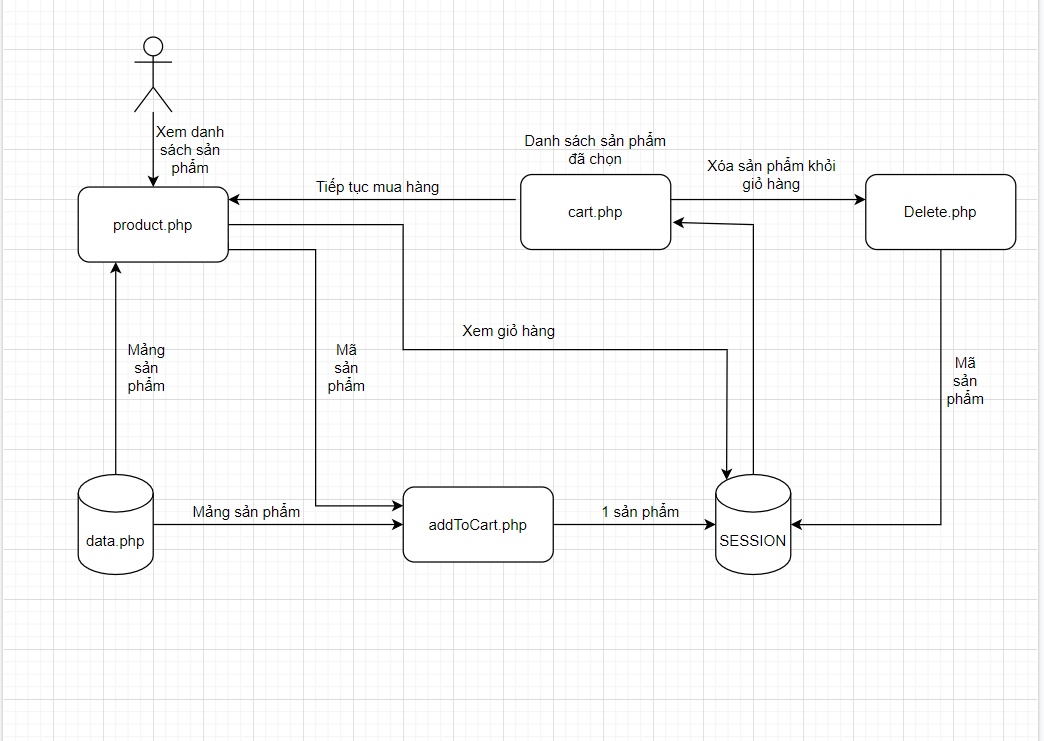 Xem danh
sách sản
phẩm
product.php
Tiếp tục mua hàng
Danh sách sản phẩm
đã chọn
cart.php
Xóa sản phẩm khỏi
giỏ hàng
Delete.php
Xem giỏ hàng
Mảng
sản
phẩm
Mã
sản
phẩm
Mã
sản
phẩm
data.php
Mảng sản phẩm
addToCart.php
1 sản phẩm
SESSION